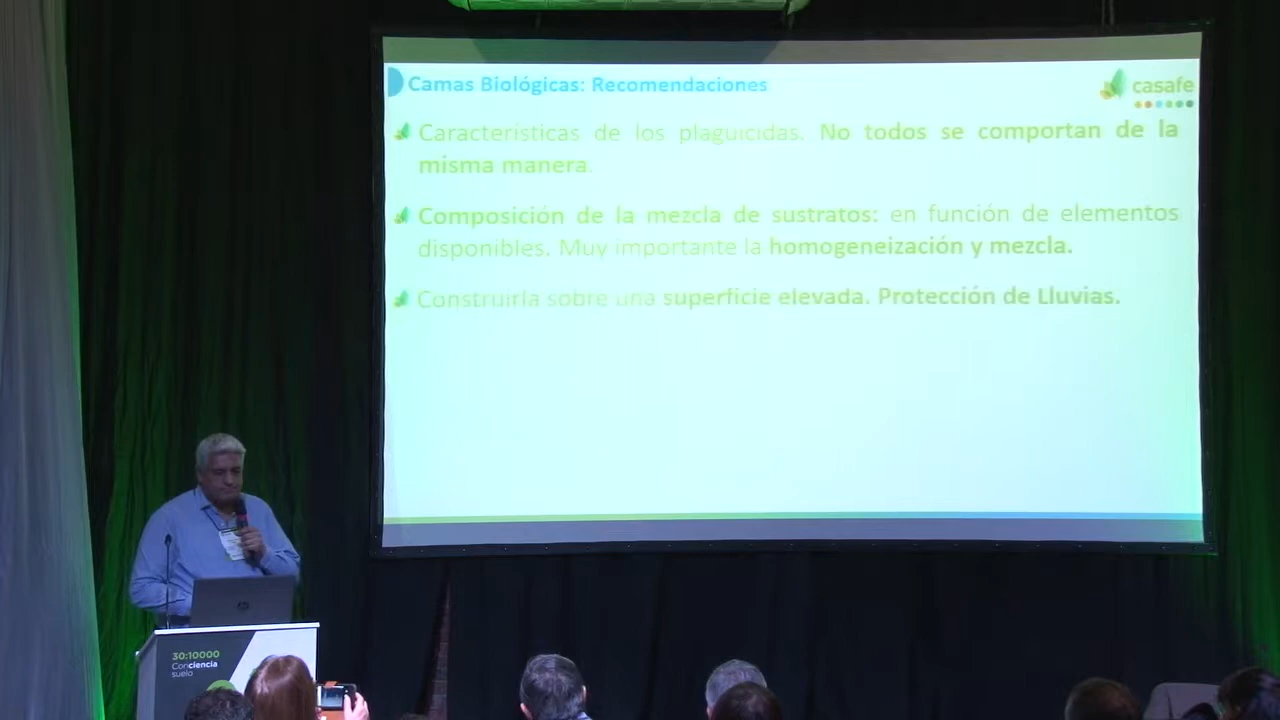 Camas Biológicas: Recomendaciones
casafe
Características de los plaguicidas. No todos se comportan de la
misma manera.
Composición de la mezcla de sustratos: en función de elementos
disponibles. Muy importante la homogeneización y mezcla.
Construirla sobre una superficie elevada. Protección de Lluvias.
30:10000
Conciencia
suelo